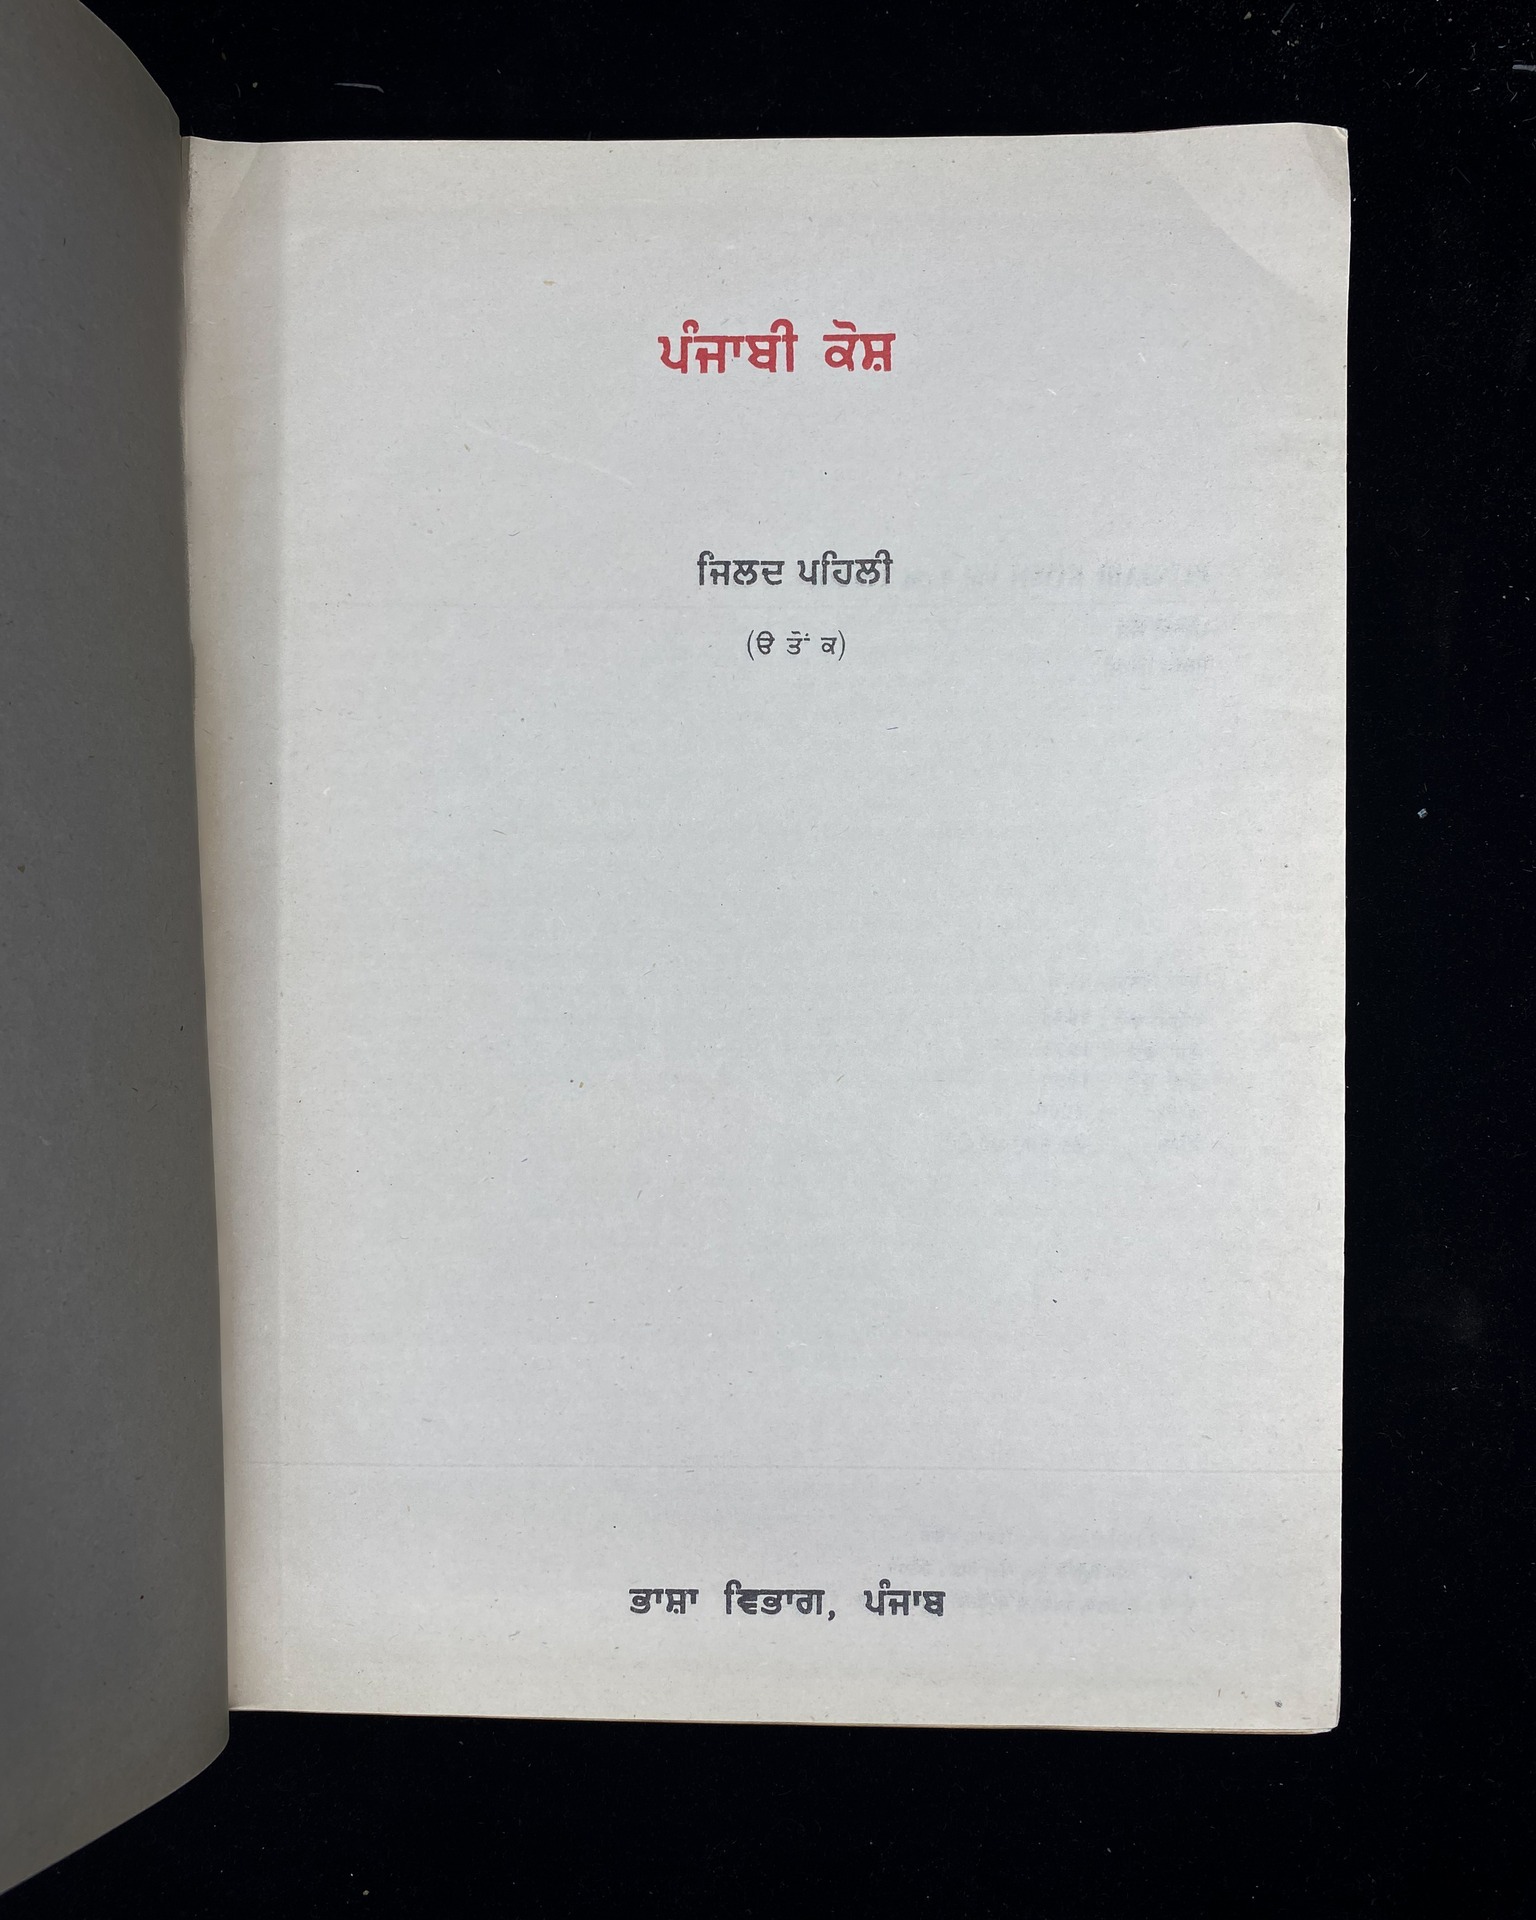 ਪੰਜਾਬੀ ਕੋਸ਼
ਜਿਲਦ ਪਹਿਲੀ
(ੳ ਤੋਂ ਕ)
ਭਾਸ਼ਾ ਵਿਭਾਗ, ਪੰਜਾਬ